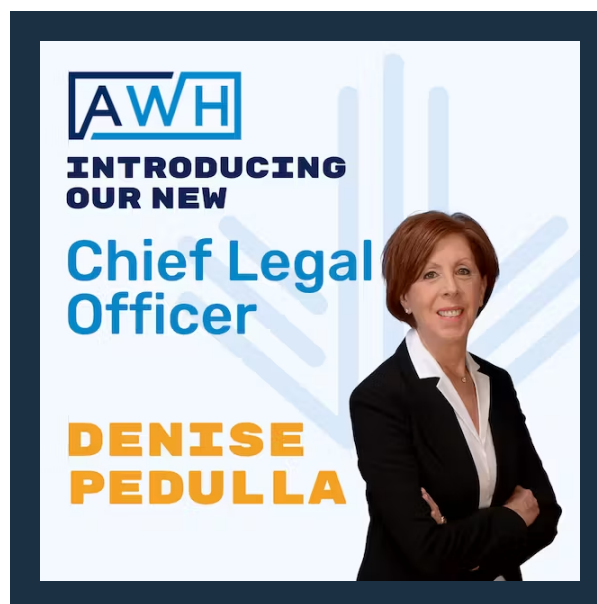 AWH
INTRODUCING
OUR NEW
Chief Legal
Officer
DENISE
PEDULLA